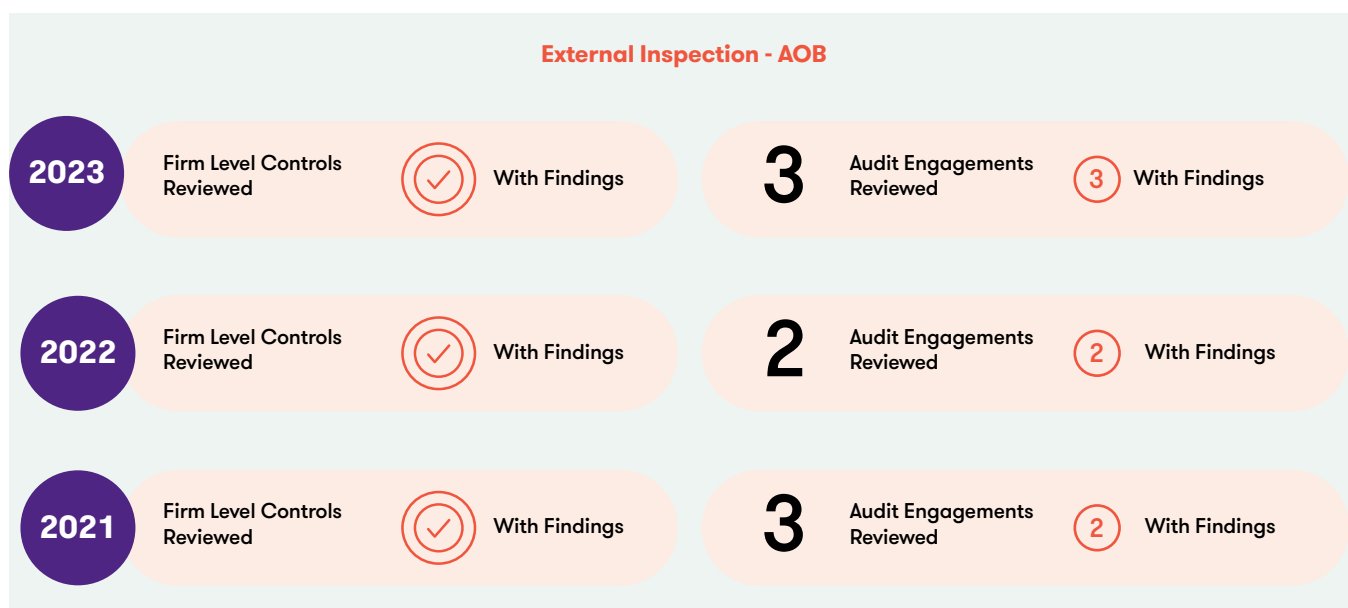 External Inspection - AOB
2023
Firm Level Controls
Reviewed
With Findings
3
Audit Engagements
Reviewed
3
With Findings
2022
Firm Level Controls
Reviewed
With Findings
2
Audit Engagements
Reviewed
2
With Findings
2021
Firm Level Controls
Reviewed
With Findings
3
Audit Engagements
Reviewed
2
With Findings